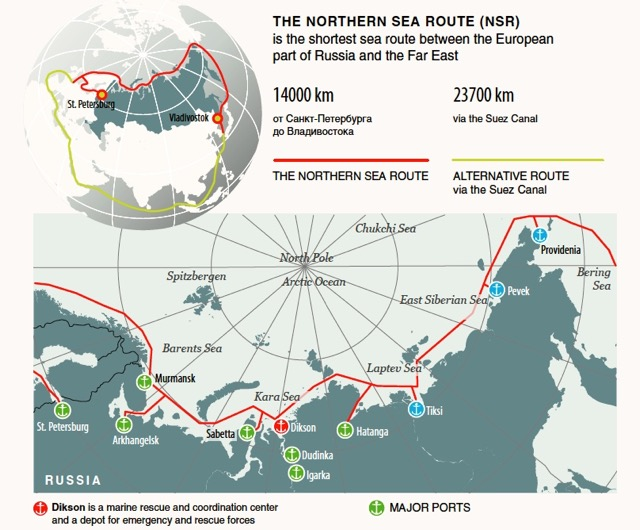 THE NORTHERN SEA ROUTE (NSR)
is the shortest sea route between the European
part of Russia and the Far East
14000 km
от Санкт-Петербурга
до Владивостока
23700 km
via the Suez Canal
THE NORTHERN SEA ROUTE
ALTERNATIVE ROUTE
via the Suez Canal
St. Petersburg
Vladivostok
Chukchi Sea
Providenia
North Pole
Bering
Sea
Spitzbergen
Arctic Ocean
Pevek
East Siberian Sea
Barents Sea
Laptev Sea
Murmansk
Kara Sea
St. Petersburg
Tiksi
Arkhangelsk
Sabetta
Dikson
Hatanga
Dudinka
Igarka
RUSSIA
Dikson is a marine rescue and coordination center
and a depot for emergency and rescue forces
MAJOR PORTS